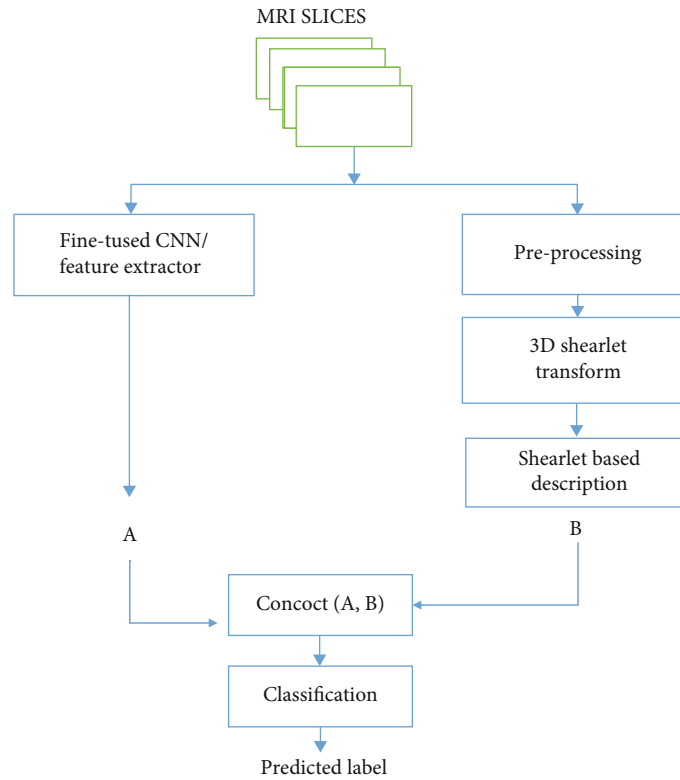 MRI SLICES
Fine-tused CNN/
feature extractor
Pre-processing
3D shearlet
transform
Shearlet based
description
A
B
Concoct (A, B)
Classification
Predicted label